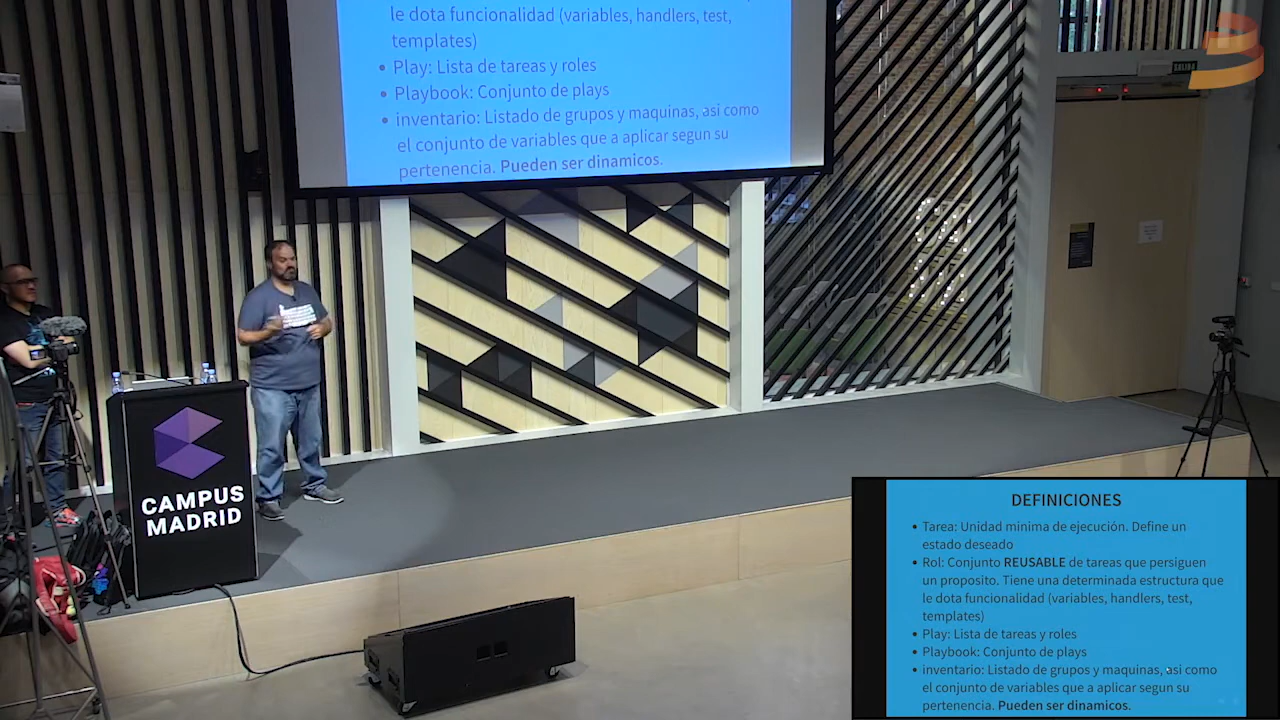 le dota funcionalidad (variables, handlers, test,
templates)
• Play: Lista de tareas y roles
• Playbook: Conjunto de plays
• inventario: Listado de grupos y maquinas, asi como
el conjunto de variables que a aplicar segun su
pertenencia. Pueden ser dinamicos.
SALIDA
CAMPUS
MADRID
DEFINICIONES
• Tarea: Unidad minima de ejecución. Define un
estado deseado
• Rol: Conjunto REUSABLE de tareas que persiguen
un proposito. Tiene una determinada estructura que
le dota funcionalidad (variables, handlers, test,
templates)
• Play: Lista de tareas y roles
• Playbook: Conjunto de plays
• inventario: Listado de grupos y maquinas, asi como
el conjunto de variables que a aplicar segun su
pertenencia. Pueden ser dinamicos.